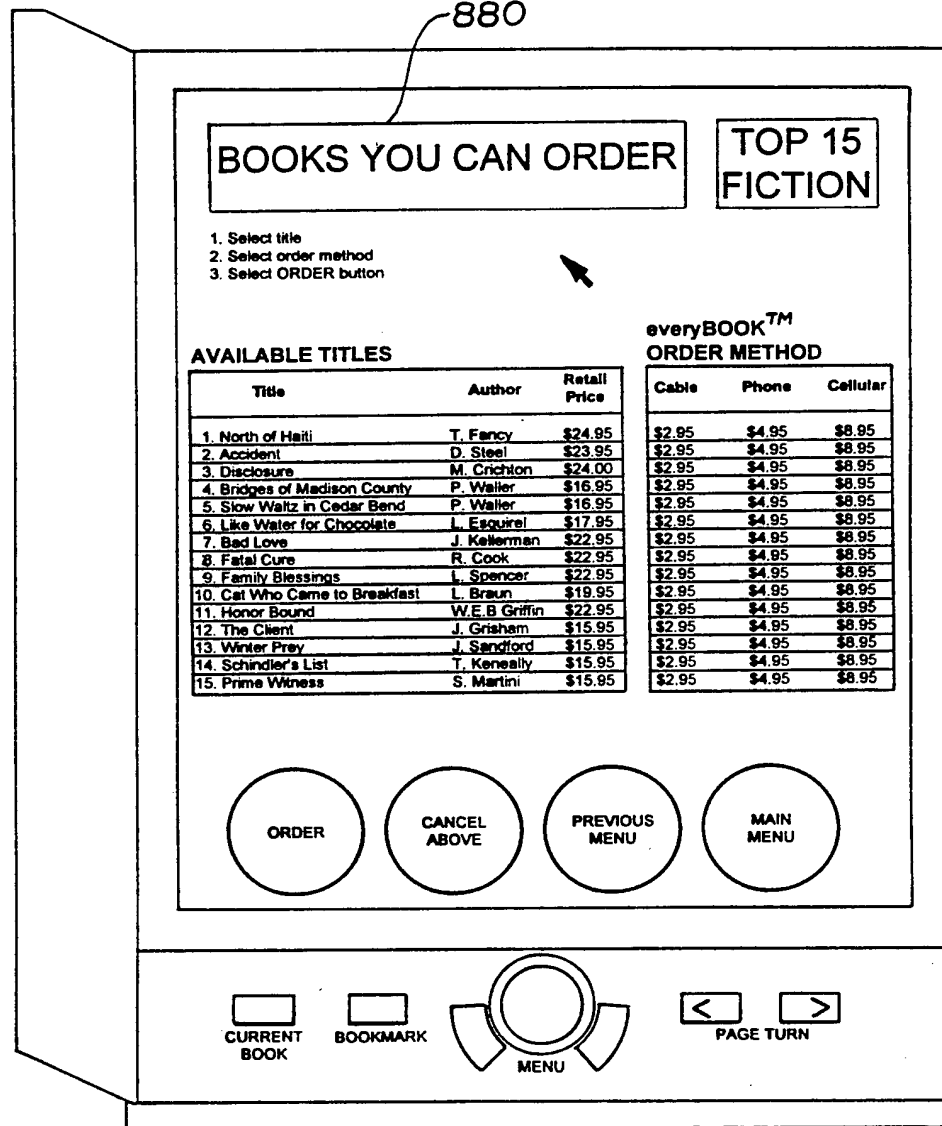 880
BOOKS YOU CAN ORDER
TOP 15
FICTION
1. Select title
2. Select order method
3. Select ORDER button
everyBOOK™
AVAILABLE TITLES ORDER METHOD
Title Author Retail Price Cable Phone Cellular
1. North of Haiti T. Fancy $24.95 $2.95 $4.95 $8.95
2. Accident D. Steel $23.95 $2.95 $4.95 $8.95
3. Disclosure M. Crichton $24.00 $2.95 $4.95 $8.95
4. Bridges of Madison County P. Waller $16.95 $2.95 $4.95 $8.95
5. Slow Waltz in Cedar Bend P. Waller $16.95 $2.95 $4.95 $8.95
6. Like Water for Chocolate L. Esquirel $17.95 $2.95 $4.95 $8.95
7. Bad Love J. Kellerman $22.95 $2.95 $4.95 $8.95
8. Fatal Cure R. Cook $22.95 $2.95 $4.95 $8.95
9. Family Blessings L. Spencer $22.95 $2.95 $4.95 $8.95
10. Cat Who Came to Breakfast L. Braun $19.95 $2.95 $4.95 $8.95
11. Honor Bound W.E.B Griffin $22.95 $2.95 $4.95 $8.95
12. The Client J. Grisham $15.95 $2.95 $4.95 $8.95
13. Winter Prey J. Sandford $15.95 $2.95 $4.95 $8.95
14. Schindler's List T. Keneally $15.95 $2.95 $4.95 $8.95
15. Prime Witness S. Martini $15.95 $2.95 $4.95 $8.95
ORDER
CANCEL
ABOVE
PREVIOUS
MENU
MAIN
MENU
< >
CURRENT
BOOK
BOOKMARK
MENU
PAGE TURN